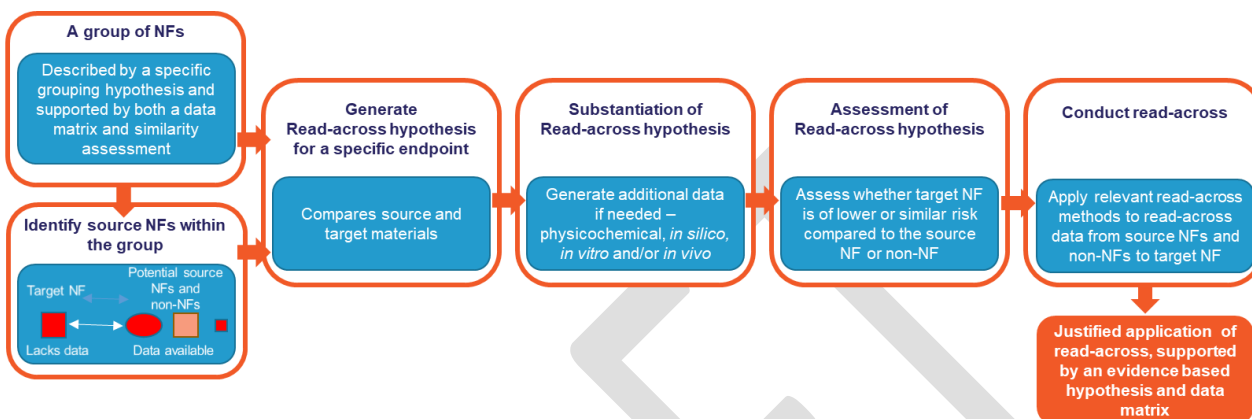 A group of NFs
Described by a specific
grouping hypothesis and
supported by both a data
matrix and similarity
assessment
Identify source NFs within
the group
Target NF
Potential source
NFs and
non-NFs
Lacks data
Data available
Generate
Read-across hypothesis
for a specific endpoint
Compares source and
target materials
Substantiation of
Read-across hypothesis
Generate additional data
if needed –
physicochemical, in silico,
in vitro and/or in vivo
Assessment of
Read-across hypothesis
Assess whether target NF
is of lower or similar risk
compared to the source
NF or non-NF
Conduct read-across
Apply relevant read-across
methods to read-across
data from source NFs and
non-NFs to target NF
Justified application of
read-across, supported
by an evidence based
hypothesis and data
matrix